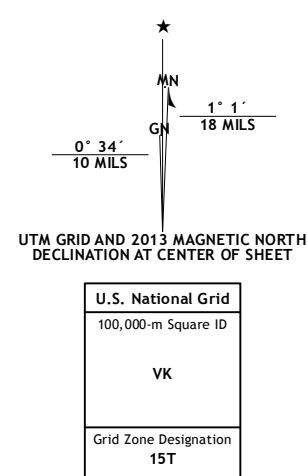 ★
MN
1° 1´
18 MILS
GN
0° 34´
10 MILS
UTM GRID AND 2013 MAGNETIC NORTH
DECLINATION AT CENTER OF SHEET
U.S. National Grid
100,000-m Square ID
VK
Grid Zone Designation
15T